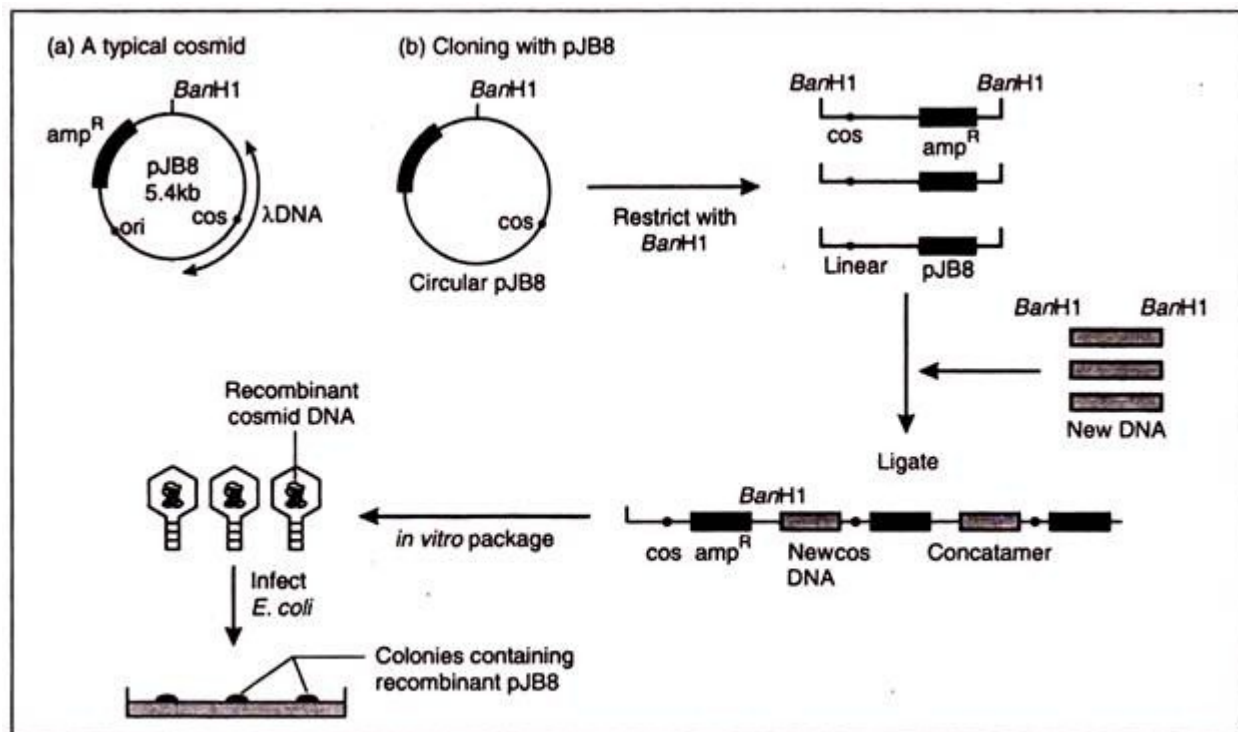 (a) A typical cosmid
(b) Cloning with pJB8
BanH1
amp^R
pJB8
5.4kb
ori
cos
λDNA
BanH1
cos
Circular pJB8
Restrict with
BanH1
BanH1
BanH1
cos
amp^R
Linear
pJB8
BanH1
BanH1
New DNA
Ligate
BanH1
cos amp^R
Newcos
DNA
Concatamer
in vitro package
Recombinant
cosmid DNA
Infect
E. coli
Colonies containing
recombinant pJB8